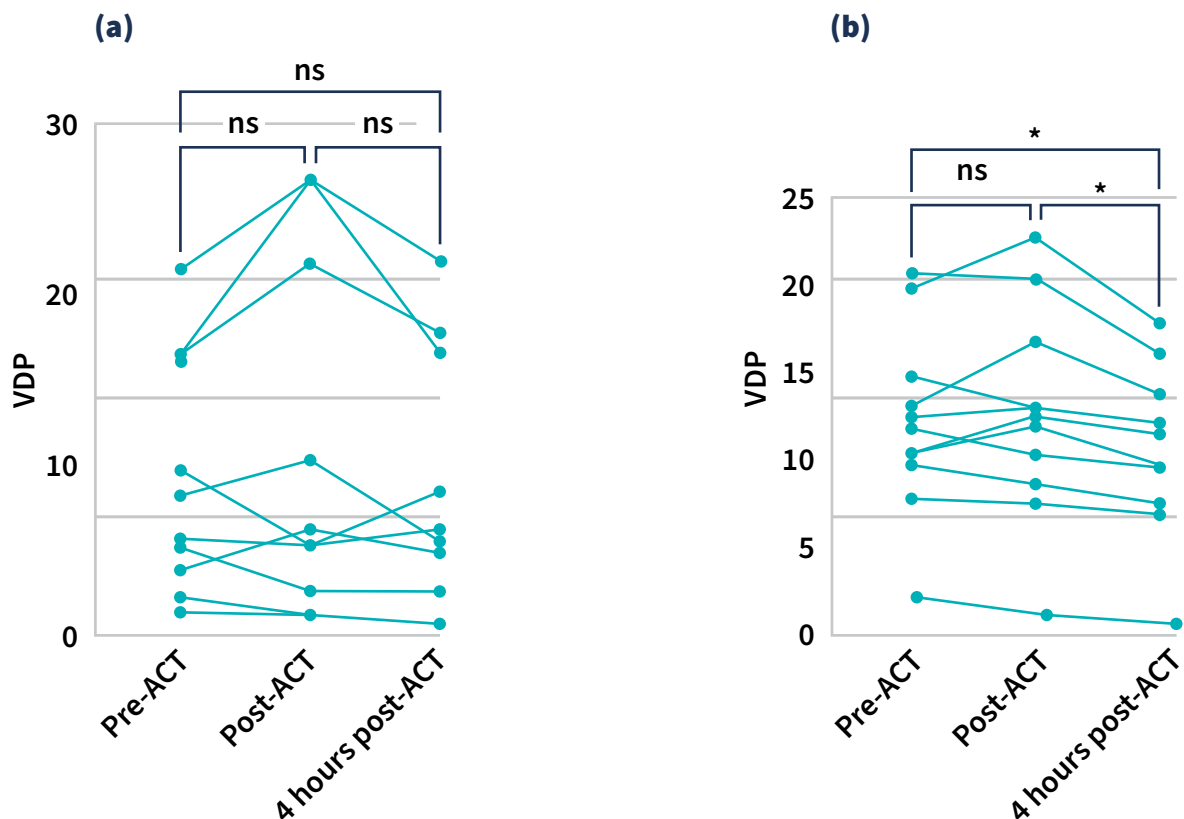 (a)
ns
ns
ns
30
20
10
0
VDP
Pre-ACT
Post-ACT
4 hours post-ACT
(b)
*
ns
*
25
20
15
10
5
0
VDP
Pre-ACT
Post-ACT
4 hours post-ACT